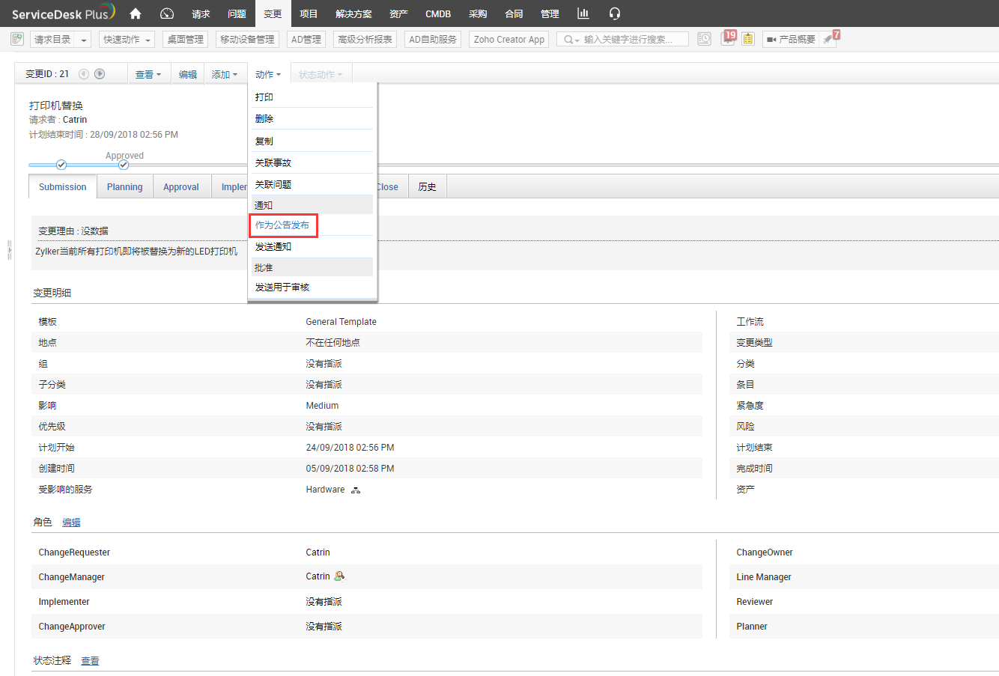 ServiceDesk Plus 请求 问题 变更 项目 解决方案 资产 CMDB 采购 合同 管理
请求目录 快速动作 桌面管理 移动设备管理 AD管理 高级分析报表 AD自助服务 Zoho Creator App 输入关键字进行搜索... 19 产品概要 7
变更ID : 21 查看 编辑 添加 动作 状态动作
打印
删除
复制
关联事故
关联问题
通知
作为公告发布
发送通知
批准
发送用于审核
打印机替换
请求者 : Catrin
计划结束时间 : 28/09/2018 02:56 PM
Approved
Submission Planning Approval Impler Close 历史
变更理由 : 没数据
Zylker当前所有打印机即将被替换为新的LED打印机
变更明细
模板 General Template 工作流
地点 不在任何地点 变更类型
组 没有指派 分类
子分类 没有指派 条目
影响 Medium 紧急度
优先级 没有指派 风险
计划开始 24/09/2018 02:56 PM 计划结束
创建时间 05/09/2018 02:58 PM 完成时间
受影响的服务 Hardware 资产
角色 编辑
ChangeRequester Catrin ChangeOwner
ChangeManager Catrin Line Manager
Implementer 没有指派 Reviewer
ChangeApprover 没有指派 Planner
状态注释 查看